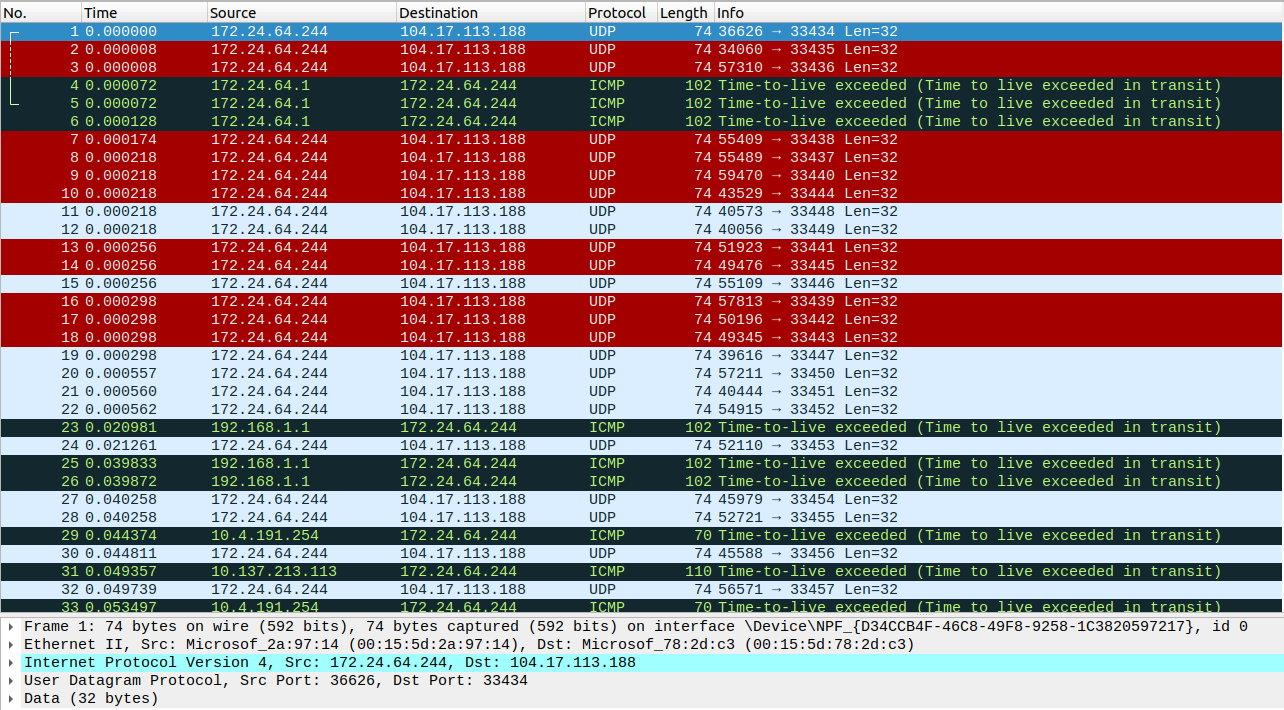 No. Time Source Destination Protocol Length Info
1 0.000000 172.24.64.244 104.17.113.188 UDP 74 36626 → 33434 Len=32
2 0.000008 172.24.64.244 104.17.113.188 UDP 74 34060 → 33435 Len=32
3 0.000008 172.24.64.244 104.17.113.188 UDP 74 57310 → 33436 Len=32
4 0.000072 172.24.64.1 172.24.64.244 ICMP 102 Time-to-live exceeded (Time to live exceeded in transit)
5 0.000072 172.24.64.1 172.24.64.244 ICMP 102 Time-to-live exceeded (Time to live exceeded in transit)
6 0.000128 172.24.64.1 172.24.64.244 ICMP 102 Time-to-live exceeded (Time to live exceeded in transit)
7 0.000174 172.24.64.244 104.17.113.188 UDP 74 55409 → 33438 Len=32
8 0.000218 172.24.64.244 104.17.113.188 UDP 74 55489 → 33437 Len=32
9 0.000218 172.24.64.244 104.17.113.188 UDP 74 59470 → 33440 Len=32
10 0.000218 172.24.64.244 104.17.113.188 UDP 74 43529 → 33444 Len=32
11 0.000218 172.24.64.244 104.17.113.188 UDP 74 40573 → 33448 Len=32
12 0.000218 172.24.64.244 104.17.113.188 UDP 74 40056 → 33449 Len=32
13 0.000256 172.24.64.244 104.17.113.188 UDP 74 51923 → 33441 Len=32
14 0.000256 172.24.64.244 104.17.113.188 UDP 74 49476 → 33445 Len=32
15 0.000256 172.24.64.244 104.17.113.188 UDP 74 55109 → 33446 Len=32
16 0.000298 172.24.64.244 104.17.113.188 UDP 74 57813 → 33439 Len=32
17 0.000298 172.24.64.244 104.17.113.188 UDP 74 50196 → 33442 Len=32
18 0.000298 172.24.64.244 104.17.113.188 UDP 74 49345 → 33443 Len=32
19 0.000298 172.24.64.244 104.17.113.188 UDP 74 39616 → 33447 Len=32
20 0.000557 172.24.64.244 104.17.113.188 UDP 74 57211 → 33450 Len=32
21 0.000560 172.24.64.244 104.17.113.188 UDP 74 40444 → 33451 Len=32
22 0.000562 172.24.64.244 104.17.113.188 UDP 74 54915 → 33452 Len=32
23 0.020981 192.168.1.1 172.24.64.244 ICMP 102 Time-to-live exceeded (Time to live exceeded in transit)
24 0.021261 172.24.64.244 104.17.113.188 UDP 74 52110 → 33453 Len=32
25 0.039833 192.168.1.1 172.24.64.244 ICMP 102 Time-to-live exceeded (Time to live exceeded in transit)
26 0.039872 192.168.1.1 172.24.64.244 ICMP 102 Time-to-live exceeded (Time to live exceeded in transit)
27 0.040258 172.24.64.244 104.17.113.188 UDP 74 45979 → 33454 Len=32
28 0.040258 172.24.64.244 104.17.113.188 UDP 74 52721 → 33455 Len=32
29 0.044374 10.4.191.254 172.24.64.244 ICMP 70 Time-to-live exceeded (Time to live exceeded in transit)
30 0.044811 172.24.64.244 104.17.113.188 UDP 74 45588 → 33456 Len=32
31 0.049357 10.137.213.113 172.24.64.244 ICMP 110 Time-to-live exceeded (Time to live exceeded in transit)
32 0.049739 172.24.64.244 104.17.113.188 UDP 74 56571 → 33457 Len=32
33 0.053497 10.4.191.254 172.24.64.244 ICMP 70 Time-to-live exceeded (Time to live exceeded in transit)
Frame 1: 74 bytes on wire (592 bits), 74 bytes captured (592 bits) on interface \Device\NPF_{D34CCB4F-46C8-49F8-9258-1C3820597217}, id 0
Ethernet II, Src: Microsof_2a:97:14 (00:15:5d:2a:97:14), Dst: Microsof_78:2d:c3 (00:15:5d:78:2d:c3)
Internet Protocol Version 4, Src: 172.24.64.244, Dst: 104.17.113.188
User Datagram Protocol, Src Port: 36626, Dst Port: 33434
Data (32 bytes)